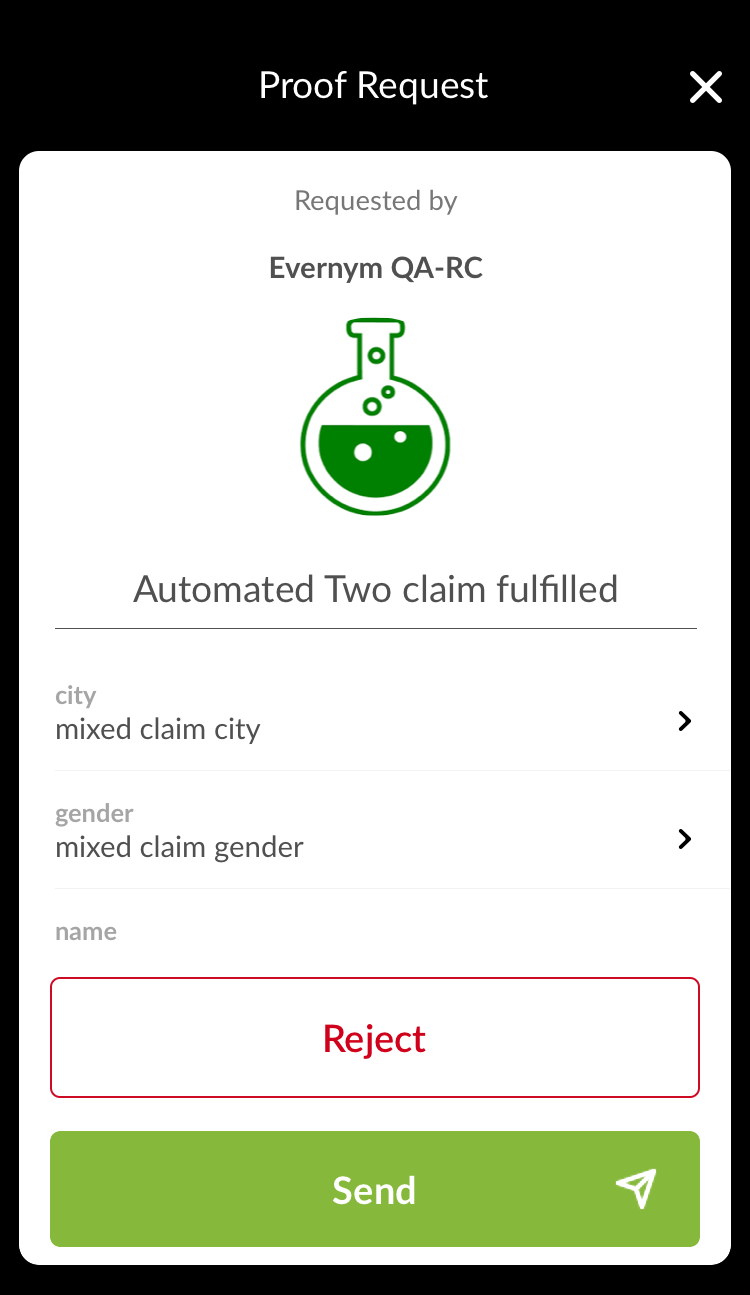 Proof Request
Requested by
Evernym QA-RC
Automated Two claim fulfilled
city
mixed claim city
gender
mixed claim gender
name
Reject
Send